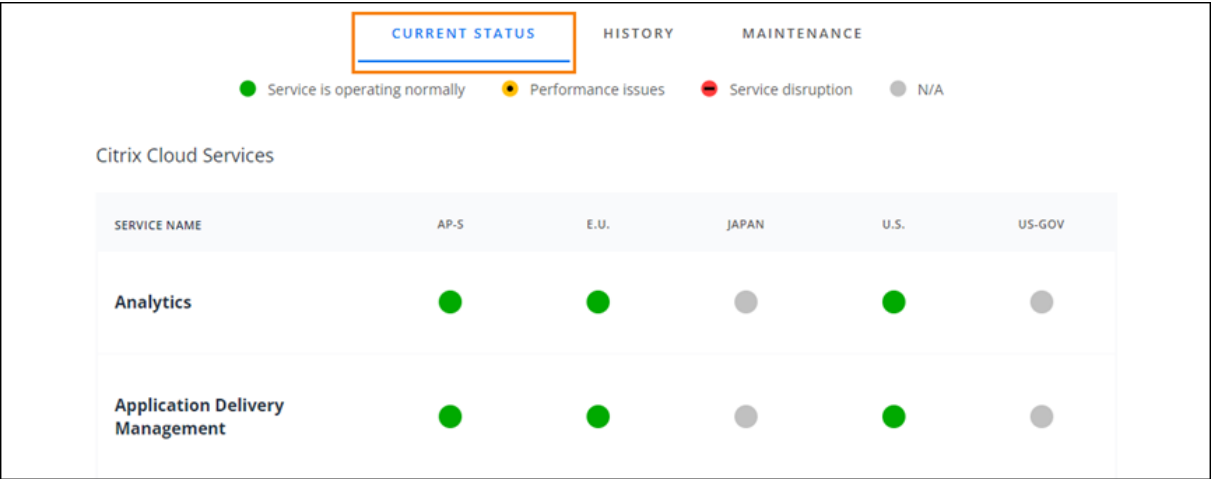 CURRENT STATUS HISTORY MAINTENANCE
Service is operating normally Performance issues Service disruption N/A
Citrix Cloud Services
SERVICE NAME AP-S E.U. JAPAN U.S. US-GOV
Analytics
Application Delivery
Management